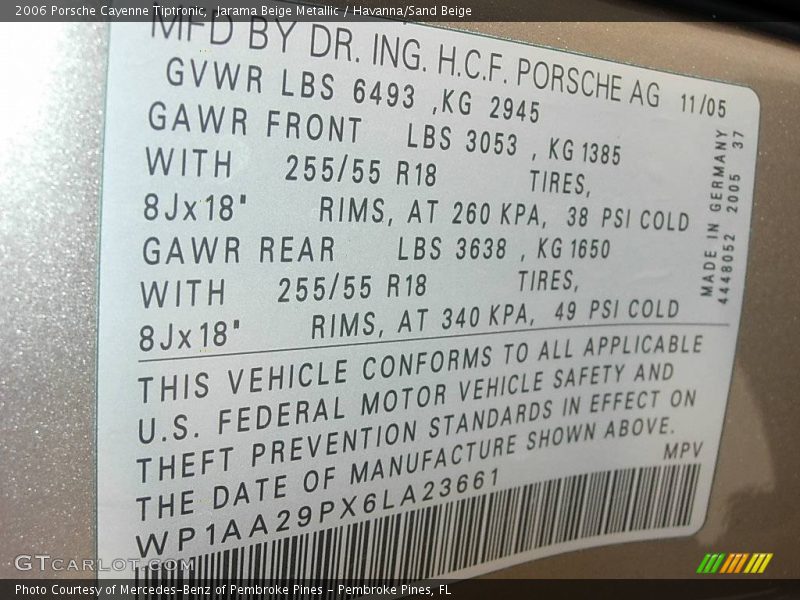 2006 Porsche Cayenne Tiptronic, Jarama Beige Metallic / Havanna/Sand Beige
MFD BY DR. ING. H.C.F. PORSCHE AG 11/05
GVWR LBS 6493 ,KG 2945
GAWR FRONT LBS 3053 , KG 1385
WITH 255/55 R18 TIRES,
8Jx18" RIMS, AT 260 KPA, 38 PSI COLD
GAWR REAR LBS 3638 , KG 1650
WITH 255/55 R18 TIRES,
8Jx18" RIMS, AT 340 KPA, 49 PSI COLD
MADE IN GERMANY
4448052 2005 37
THIS VEHICLE CONFORMS TO ALL APPLICABLE
U.S. FEDERAL MOTOR VEHICLE SAFETY AND
THEFT PREVENTION STANDARDS IN EFFECT ON
THE DATE OF MANUFACTURE SHOWN ABOVE.
MPV
WP1AA29PX6LA23661
GTcarlot.com
Photo Courtesy of Mercedes-Benz of Pembroke Pines - Pembroke Pines, FL